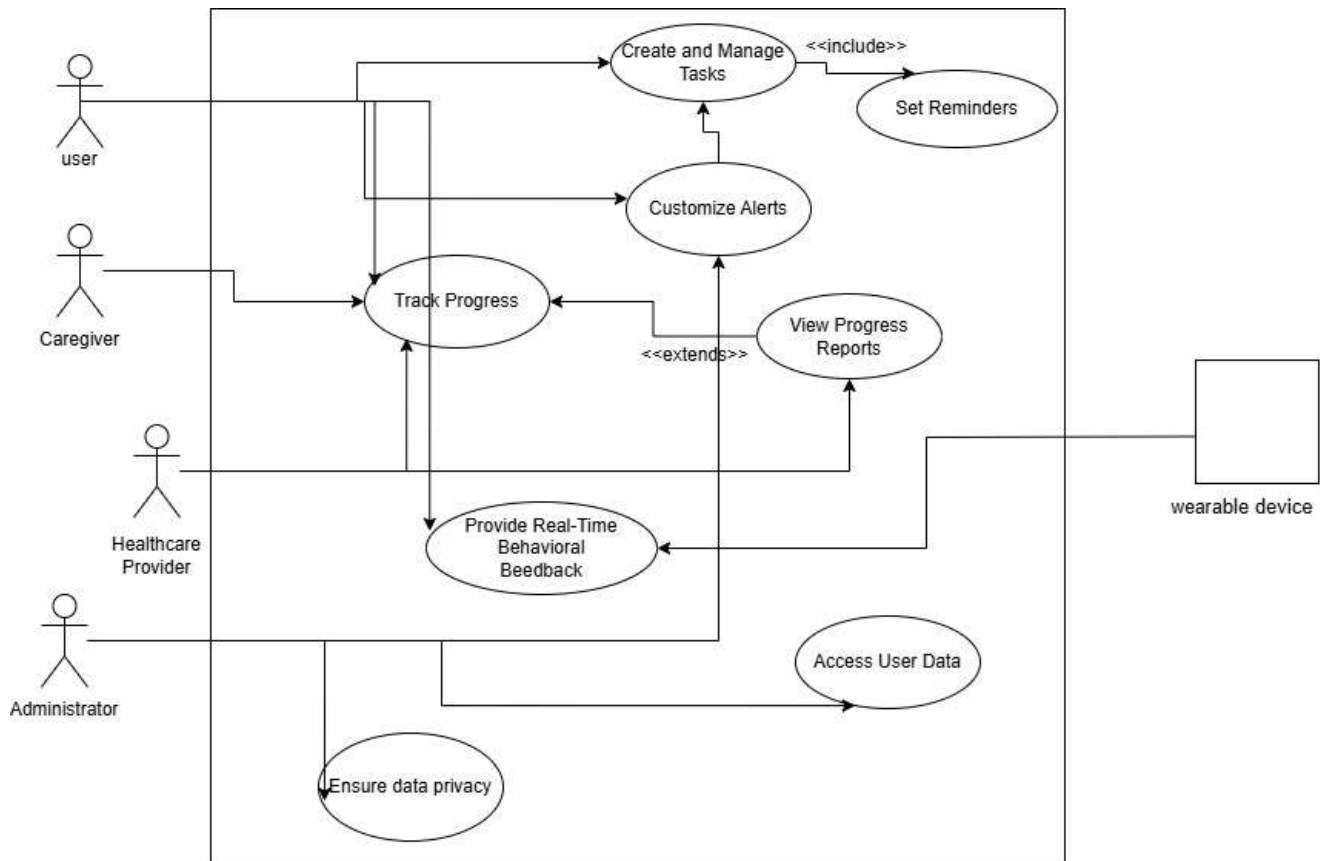 Create and Manage
Tasks
<<include>>
Set Reminders
user
Customize Alerts
Track Progress
Caregiver
View Progress
Reports
<<extends>>
wearable device
Healthcare
Provider
Provide Real-Time
Behavioral
Beedback
Access User Data
Administrator
Ensure data privacy